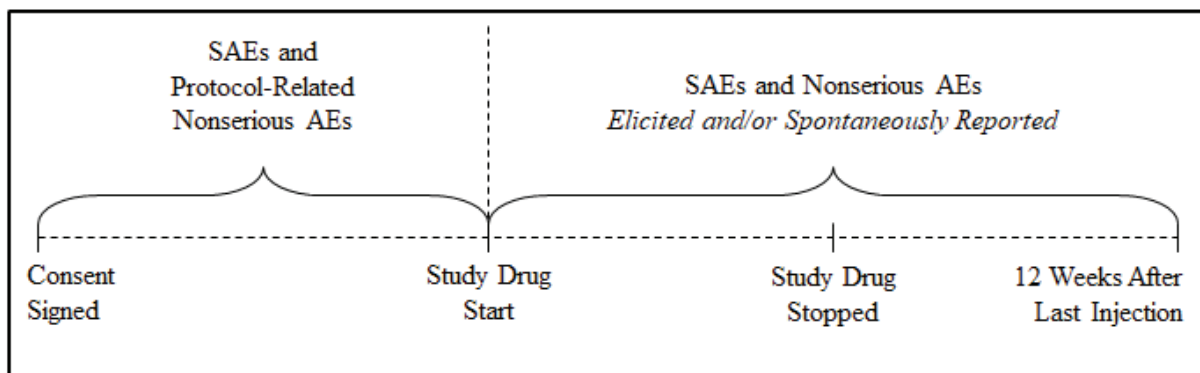 SAEs and
Protocol-Related
Nonserious AEs
SAEs and Nonserious AEs
Elicited and/or Spontaneously Reported
Consent
Signed
Study Drug
Start
Study Drug
Stopped
12 Weeks After
Last Injection